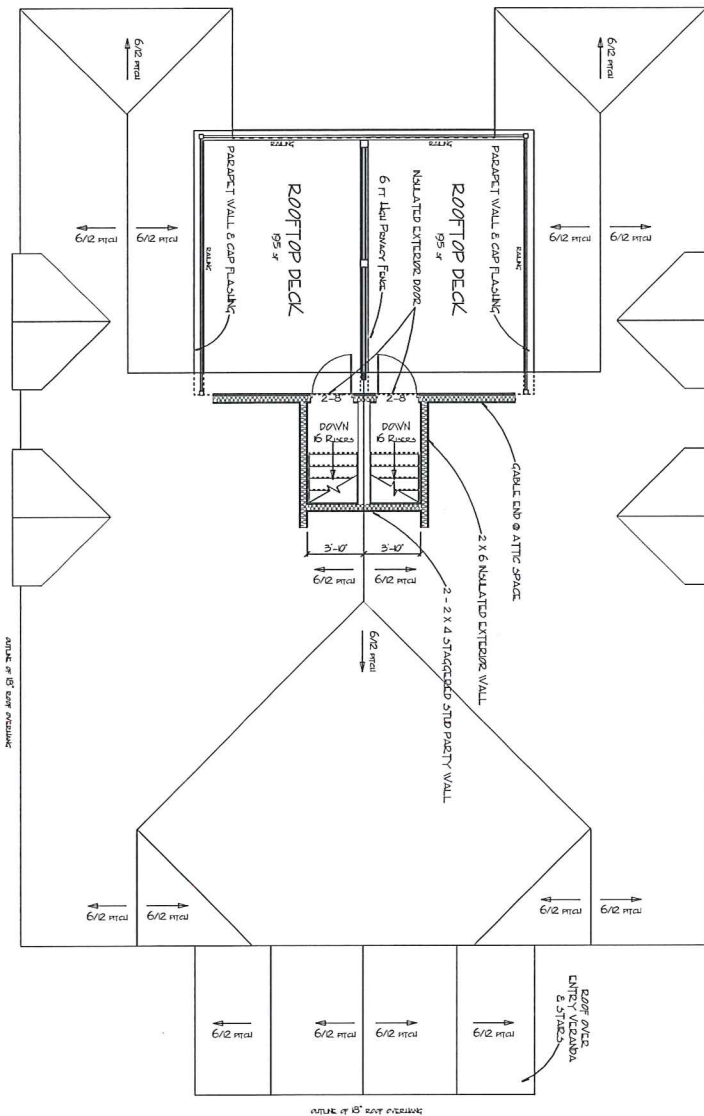 6/12 PITCH
6/12 PITCH
6/12 PITCH
6/12 PITCH
6/12 PITCH
6/12 PITCH
PARAPET WALL & CAP FLASHING
RAILING
RAILING
ROOFTOP DECK
195 SF
6 FT HIGH PRIVACY FENCE
INSULATED EXTERIOR DOOR
RAILING
ROOFTOP DECK
195 SF
RAILING
PARAPET WALL & CAP FLASHING
2-8
2-8
DOWN
16 RISERS
DOWN
16 RISERS
GABLE END @ ATTIC SPACE
2 X 6 INSULATED EXTERIOR WALL
2 - 2 X 4 STAGGERED STUD PARTY WALL
3'-10"
3'-10"
6/12 PITCH
6/12 PITCH
6/12 PITCH
OUTLINE OF 18" ROOF OVERHANG
6/12 PITCH
6/12 PITCH
6/12 PITCH
6/12 PITCH
ROOF OVER
ENTRY VERANDA
& STAIRS
6/12 PITCH
6/12 PITCH
6/12 PITCH
6/12 PITCH
OUTLINE OF 18" ROOF OVERHANG